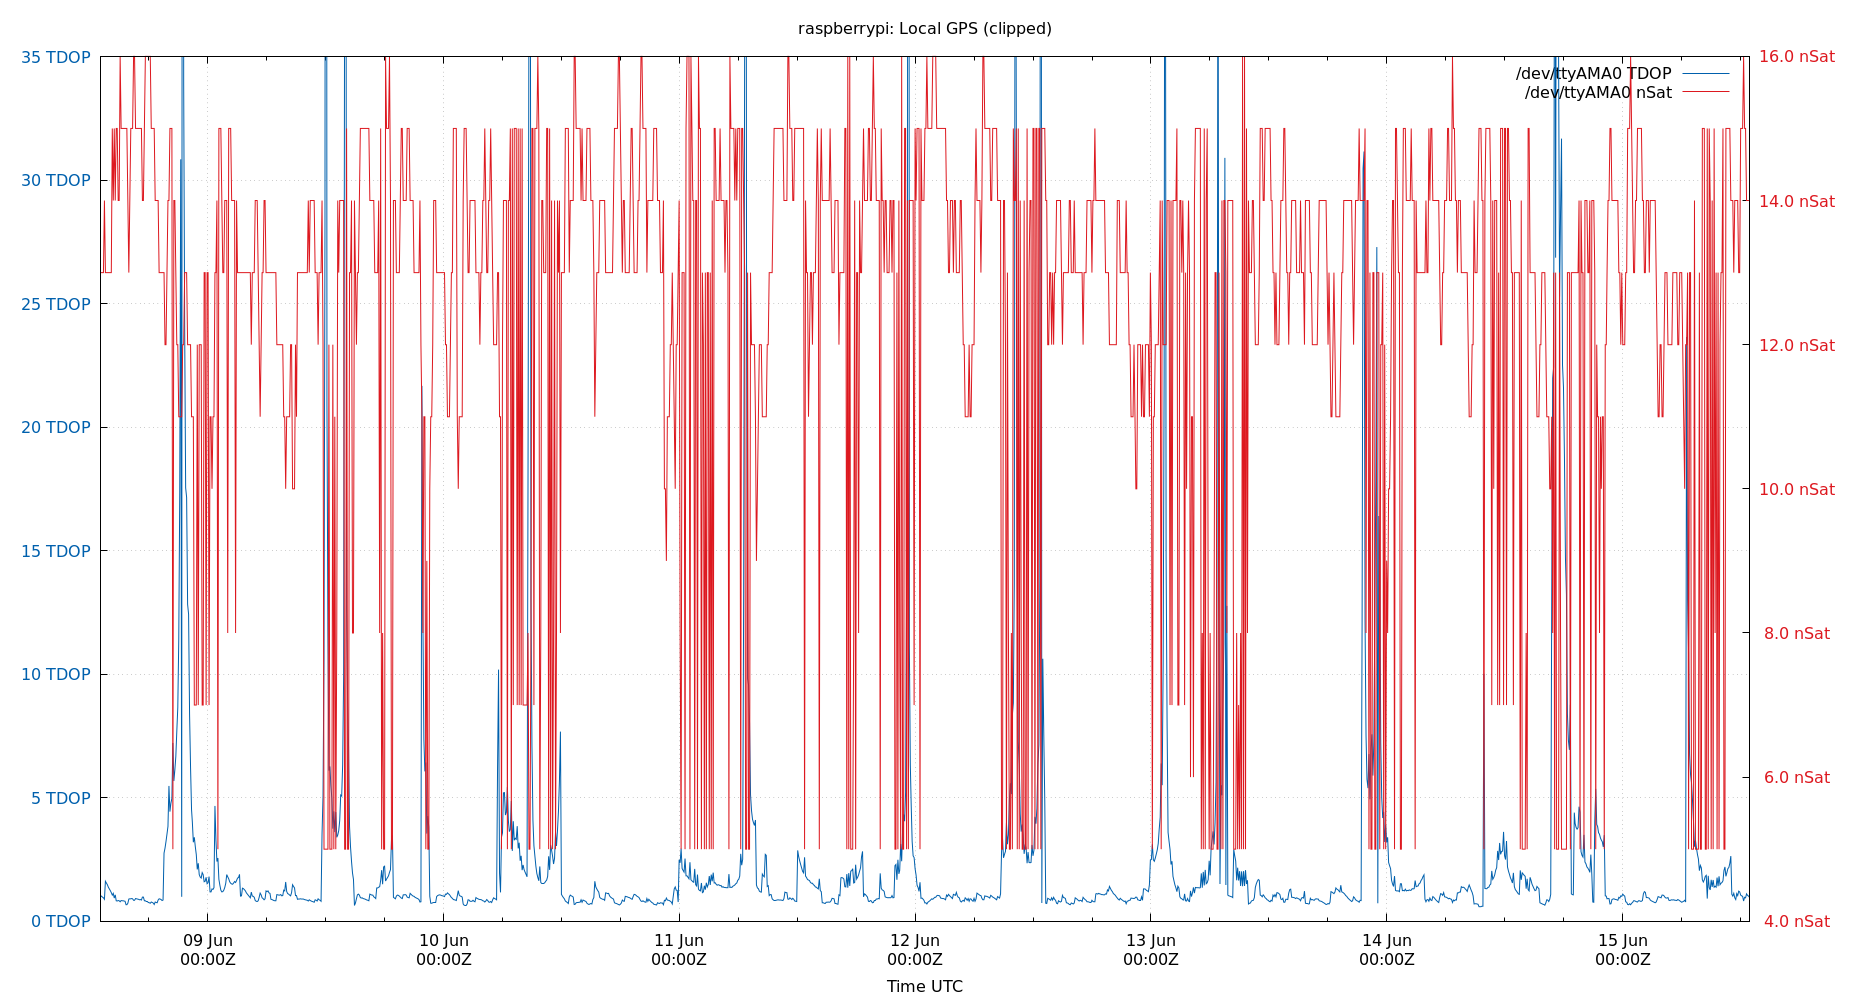 raspberrypi: Local GPS (clipped)
35 TDOP
30 TDOP
25 TDOP
20 TDOP
15 TDOP
10 TDOP
5 TDOP
0 TDOP
16.0 nSat
14.0 nSat
12.0 nSat
10.0 nSat
8.0 nSat
6.0 nSat
4.0 nSat
/dev/ttyAMA0 TDOP
/dev/ttyAMA0 nSat
09 Jun
00:00Z
10 Jun
00:00Z
11 Jun
00:00Z
12 Jun
00:00Z
13 Jun
00:00Z
14 Jun
00:00Z
15 Jun
00:00Z
Time UTC